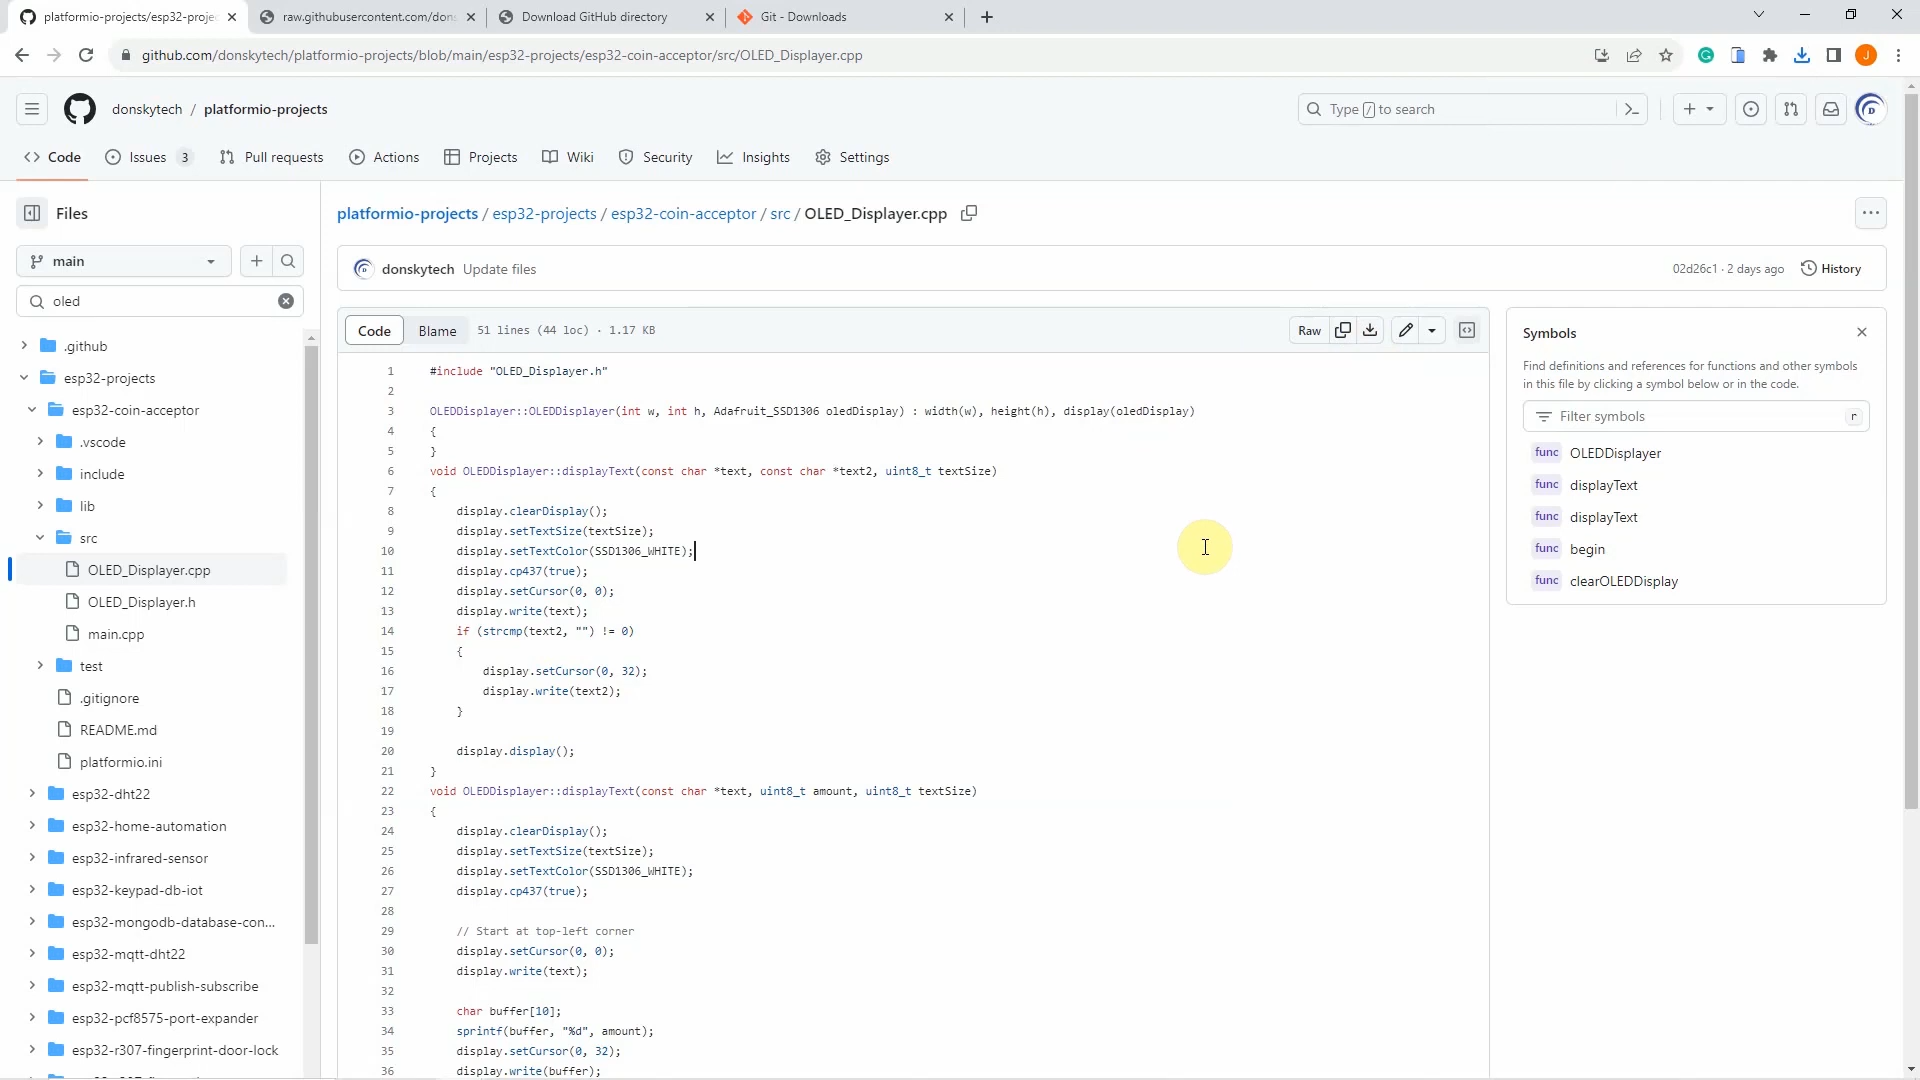 platformio-projects/esp32-projec
raw.githubusercontent.com/dons
Download GitHub directory
Git - Downloads
github.com/donskytech/platformio-projects/blob/main/esp32-projects/esp32-coin-acceptor/src/OLED_Displayer.cpp
J
donskytech / platformio-projects
Type / to search
Code
Issues 3
Pull requests
Actions
Projects
Wiki
Security
Insights
Settings
Files
main
oled
.github
esp32-projects
esp32-coin-acceptor
.vscode
include
lib
src
OLED_Displayer.cpp
OLED_Displayer.h
main.cpp
test
.gitignore
README.md
platformio.ini
esp32-dht22
esp32-home-automation
esp32-infrared-sensor
esp32-keypad-db-iot
esp32-mongodb-database-con...
esp32-mqtt-dht22
esp32-mqtt-publish-subscribe
esp32-pcf8575-port-expander
esp32-r307-fingerprint-door-lock
platformio-projects / esp32-projects / esp32-coin-acceptor / src / OLED_Displayer.cpp
donskytech Update files
02d26c1 · 2 days ago
History
Code
Blame
51 lines (44 loc) · 1.17 KB
Raw
1 #include "OLED_Displayer.h"
2
3 OLEDDisplayer::OLEDDisplayer(int w, int h, Adafruit_SSD1306 oledDisplay) : width(w), height(h), display(oledDisplay)
4 {
5 }
6 void OLEDDisplayer::displayText(const char *text, const char *text2, uint8_t textSize)
7 {
8 display.clearDisplay();
9 display.setTextSize(textSize);
10 display.setTextColor(SSD1306_WHITE);
11 display.cp437(true);
12 display.setCursor(0, 0);
13 display.write(text);
14 if (strcmp(text2, "") != 0)
15 {
16 display.setCursor(0, 32);
17 display.write(text2);
18 }
19
20 display.display();
21 }
22 void OLEDDisplayer::displayText(const char *text, uint8_t amount, uint8_t textSize)
23 {
24 display.clearDisplay();
25 display.setTextSize(textSize);
26 display.setTextColor(SSD1306_WHITE);
27 display.cp437(true);
28
29 // Start at top-left corner
30 display.setCursor(0, 0);
31 display.write(text);
32
33 char buffer[10];
34 sprintf(buffer, "%d", amount);
35 display.setCursor(0, 32);
36 display.write(buffer);
Symbols
Find definitions and references for functions and other symbols
in this file by clicking a symbol below or in the code.
Filter symbols r
func OLEDDisplayer
func displayText
func displayText
func begin
func clearOLEDDisplay